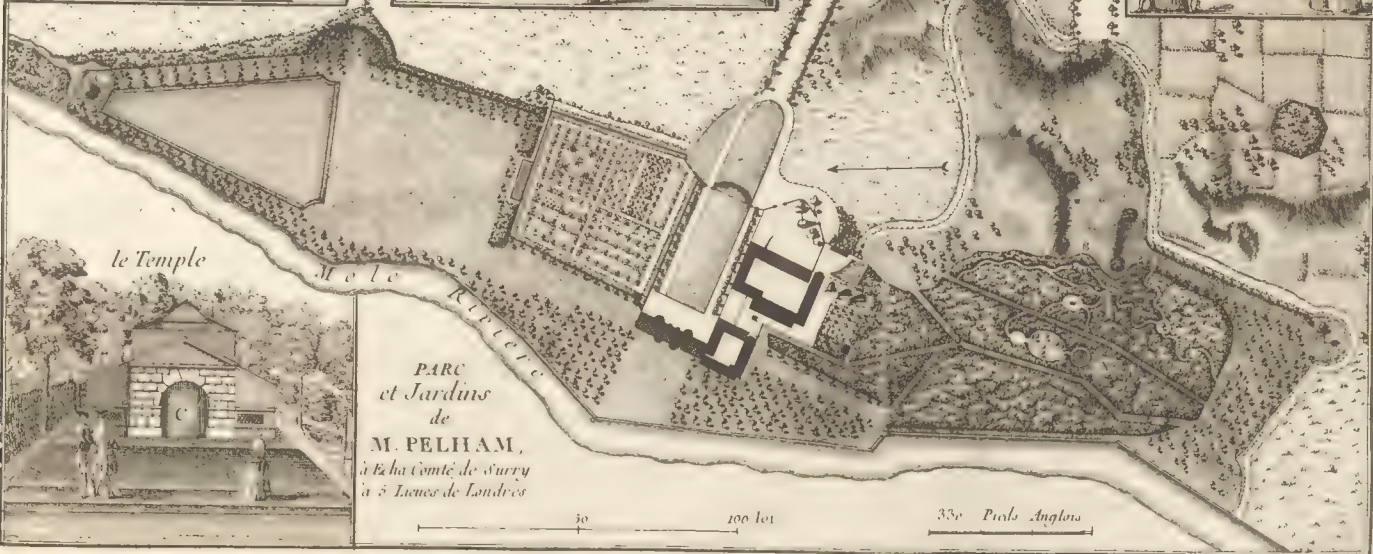 le Temple
Mole Riviere
C
PARC
et Jardins
de
M. PELHAM,
à Echa Comté de Surry
à 5 Lieues de Londres
50
100 toi
330 Pieds Anglois